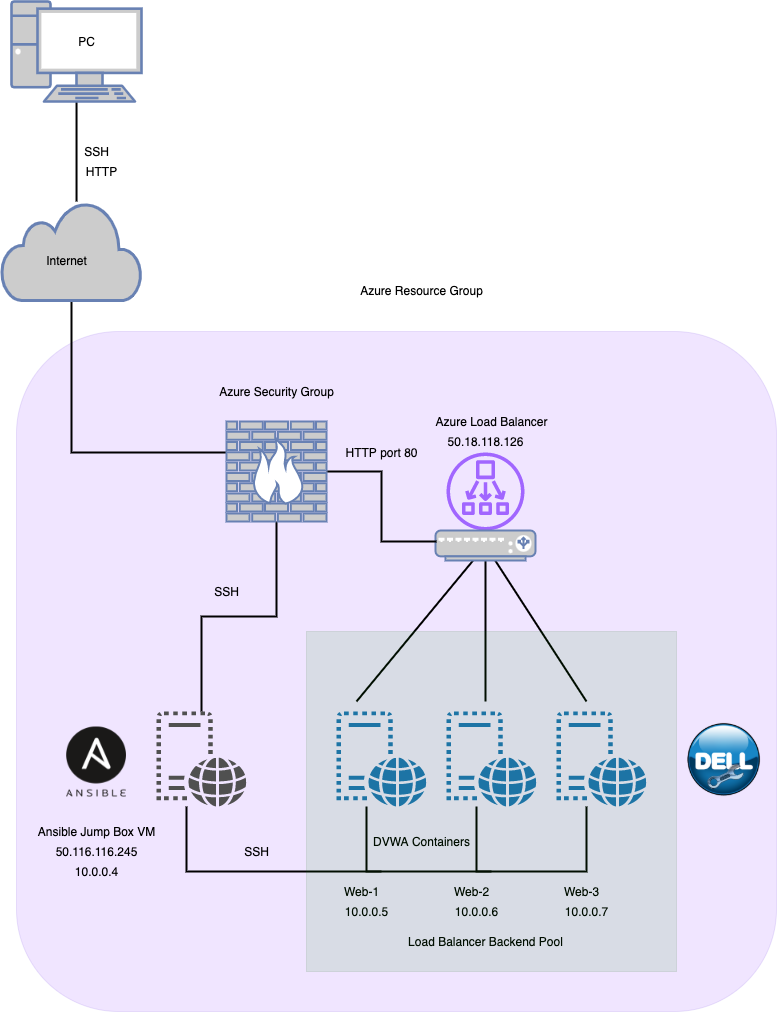 PC
SSH
HTTP
Internet
Azure Resource Group
Azure Security Group
Azure Load Balancer
50.18.118.126
HTTP port 80
SSH
ANSIBLE
DELL
Ansible Jump Box VM
50.116.116.245
10.0.0.4
SSH
DVWA Containers
Web-1
10.0.0.5
Web-2
10.0.0.6
Web-3
10.0.0.7
Load Balancer Backend Pool